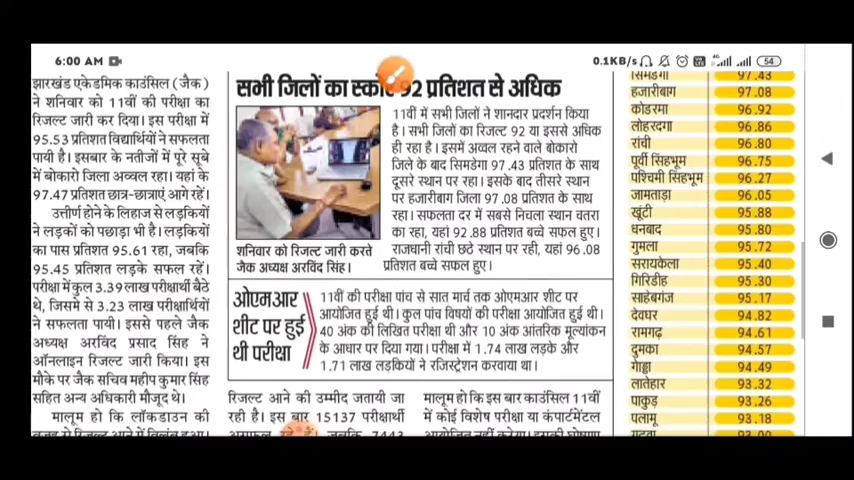 6:00 AM
0.1KB/s
54
झारखंड एकेडमिक काउंसिल (जैक)
ने शनिवार को 11वीं की परीक्षा का
रिजल्ट जारी कर दिया। इस परीक्षा में
95.53 प्रतिशत विद्यार्थियों ने सफलता
पायी है। इसबार के नतीजों में पूरे सूबे
में बोकारो जिला अव्वल रहा। यहां के
97.47 प्रतिशत छात्र-छात्राएं आगे रहें।
उत्तीर्ण होने के लिहाज से लड़कियों
ने लड़कों को पछाड़ा भी है। लड़कियों
का पास प्रतिशत 95.61 रहा, जबकि
95.45 प्रतिशत लड़के सफल रहें।
परीक्षा में कुल 3.39 लाख परीक्षार्थी बैठे
थे, जिसमे से 3.23 लाख परीक्षार्थियों
ने सफलता पायी। इससे पहले जैक
अध्यक्ष अरविंद प्रसाद सिंह ने
ऑनलाइन रिजल्ट जारी किया। इस
मौके पर जैक सचिव महीप कुमार सिंह
सहित अन्य अधिकारी मौजूद थे।
मालूम हो कि लॉकडाउन की
वजह से रिजल्ट आने में विलंब हुआ।
सभी जिलों का स्कोर 92 प्रतिशत से अधिक
शनिवार को रिजल्ट जारी करते
जैक अध्यक्ष अरविंद सिंह।
11वीं में सभी जिलों ने शानदार प्रदर्शन किया
है। सभी जिलों का रिजल्ट 92 या इससे अधिक
ही रहा है। इसमें अव्वल रहने वाले बोकारो
जिले के बाद सिमडेगा 97.43 प्रतिशत के साथ
दूसरे स्थान पर रहा। इसके बाद तीसरे स्थान
पर हजारीबाग जिला 97.08 प्रतिशत के साथ
रहा। सफलता दर में सबसे निचला स्थान चतरा
का रहा, यहां 92.88 प्रतिशत सफल हुए।
राजधानी रांची छठे स्थान पर रही, यहां 96.08
प्रतिशत बच्चे सफल हुए।
ओएमआर
शीट पर हुई
थी परीक्षा
11वीं की परीक्षा पांच से सात मार्च तक ओएमआर शीट पर
आयोजित हुई थी। कुल पांच विषयों की परीक्षा आयोजित हुई थी।
40 अंक की लिखित परीक्षा थी और 10 अंक आंतरिक मूल्यांकन
के आधार पर दिया गया। परीक्षा में 1.74 लाख लड़के और
1.71 लाख लड़कियों ने रजिस्ट्रेशन करवाया था।
रिजल्ट आने की उम्मीद जतायी जा
रही है। इस बार 15137 परीक्षार्थी
जबकि 7443
मालूम हो कि इस बार काउंसिल 11वीं
में कोई विशेष परीक्षा या कंपार्टमेंटल
आयोजित नहीं करेगा। इसकी घोषणा
सिमडेगा 97.43
हजारीबाग 97.08
कोडरमा 96.92
लोहरदगा 96.86
रांची 96.80
पूर्वी सिंहभूम 96.75
पश्चिमी सिंहभूम 96.27
जामताड़ा 96.05
खूंटी 95.88
धनबाद 95.80
गुमला 95.72
सरायकेला 95.40
गिरिडीह 95.30
साहेबगंज 95.17
देवघर 94.82
रामगढ़ 94.61
दुमका 94.57
गोड्डा 94.49
लातेहार 93.32
पाकुड़ 93.26
पलामू 93.18
गढ़वा 93.00